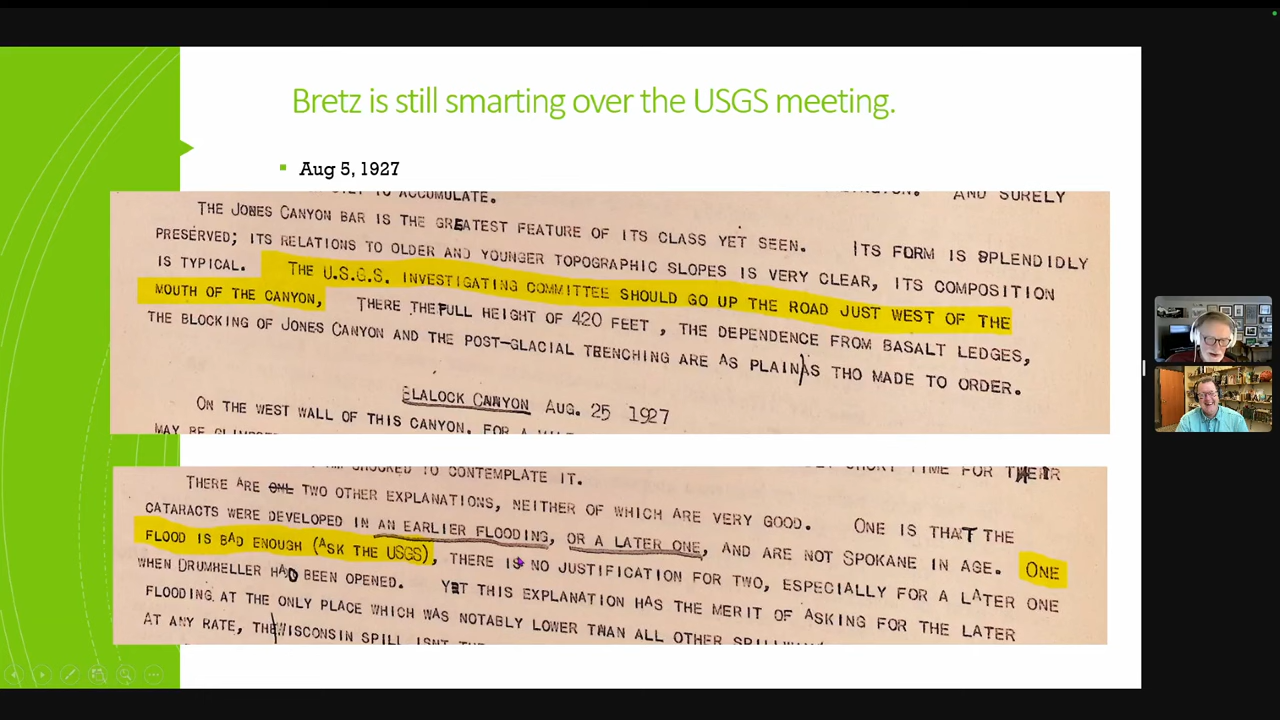 Bretz is still smarting over the USGS meeting.
Aug 5, 1927
TO ACCUMULATE. AND SURELY
THE JONES CANYON BAR IS THE GREATEST FEATURE OF ITS CLASS YET SEEN. ITS FORM IS SPLENDIDLY
PRESERVED; ITS RELATIONS TO OLDER AND YOUNGER TOPOGRAPHIC SLOPES IS VERY CLEAR, ITS COMPOSITION
IS TYPICAL. THE U.S.G.S. INVESTIGATING COMMITTEE SHOULD GO UP THE ROAD JUST WEST OF THE
MOUTH OF THE CANYON, THERE THE FULL HEIGHT OF 420 FEET, THE DEPENDENCE FROM BASALT LEDGES,
THE BLOCKING OF JONES CANYON AND THE POST-GLACIAL TRENCHING ARE AS PLAIN AS THO MADE TO ORDER.
BLALOCK CANYON AUG. 25 1927
ON THE WEST WALL OF THIS CANYON, FOR A
MAY BE
TO CONTEMPLATE IT. SHORT TIME FOR THEIR
THERE ARE ONE TWO OTHER EXPLANATIONS, NEITHER OF WHICH ARE VERY GOOD. ONE IS THAT THE
CATARACTS WERE DEVELOPED IN AN EARLIER FLOODING, OR A LATER ONE, AND ARE NOT SPOKANE IN AGE. ONE
FLOOD IS BAD ENOUGH (ASK THE USGS), THERE IS NO JUSTIFICATION FOR TWO, ESPECIALLY FOR A LATER ONE
WHEN DRUMHELLER HAD BEEN OPENED. YET THIS EXPLANATION HAS THE MERIT OF ASKING FOR THE LATER
FLOODING AT THE ONLY PLACE WHICH WAS NOTABLY LOWER THAN ALL OTHER
AT ANY RATE, THE WISCONSIN SPILL ISNT